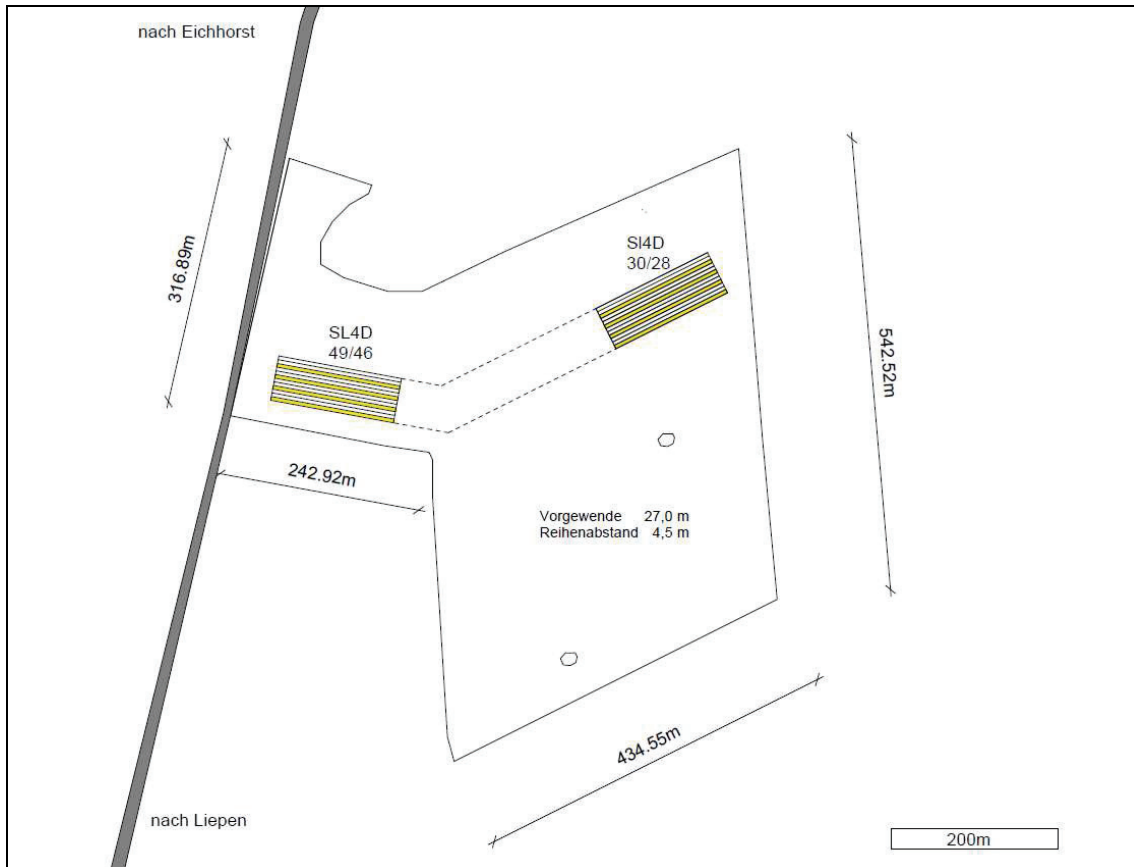 nach Eichhorst
316.89m
SI4D
30/28
SL4D
49/46
542.52m
242.92m
Vorgewende 27,0 m
Reihenabstand 4,5 m
434.55m
nach Liepen
200m